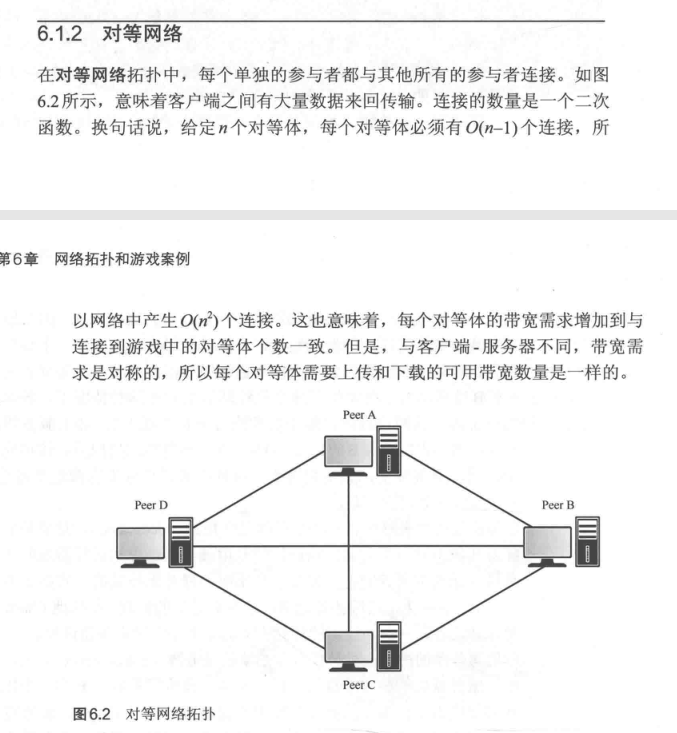 6.1.2 对等网络
在对等网络拓扑中，每个单独的参与者都与其他所有的参与者连接。如图
6.2所示，意味着客户端之间有大量数据来回传输。连接的数量是一个二次
函数。换句话说，给定n个对等体，每个对等体必须有O(n–1)个连接，所
第6章 网络拓扑和游戏案例
以网络中产生O(n²)个连接。这也意味着，每个对等体的带宽需求增加到与
连接到游戏中的对等体个数一致。但是，与客户端-服务器不同，带宽需
求是对称的，所以每个对等体需要上传和下载的可用带宽数量是一样的。
Peer A
Peer D
Peer B
Peer C
图6.2 对等网络拓扑